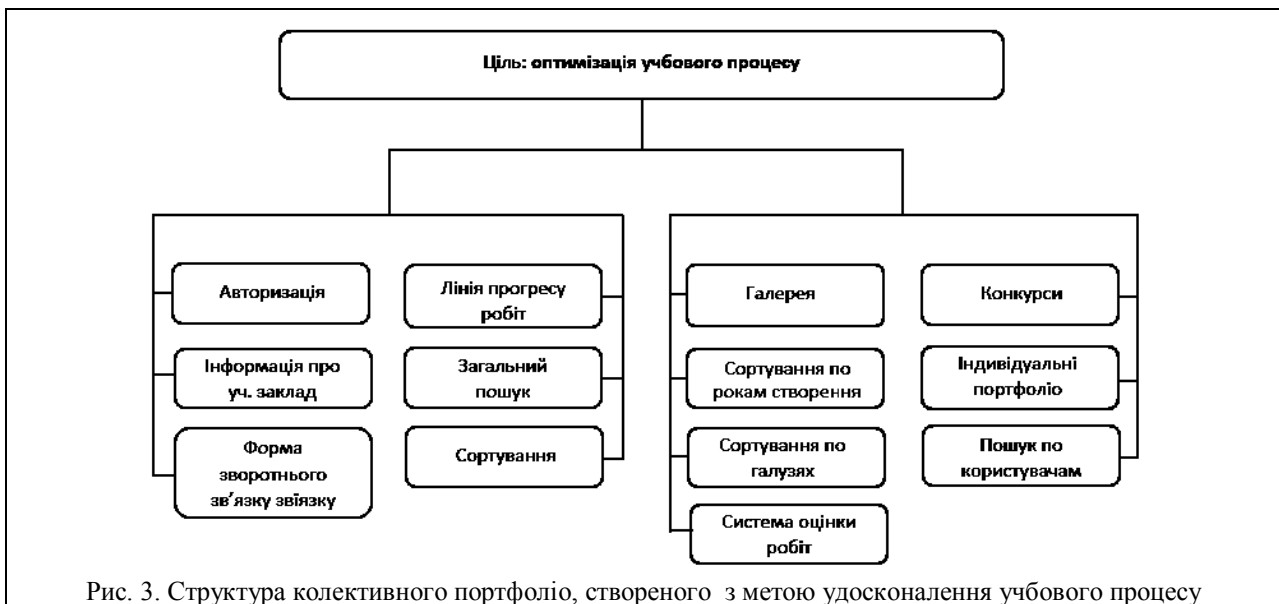 Ціль: оптимізація учбового процесу
Авторизація
Інформація про
уч. заклад
Форма
зворотнього
зв'язку звіязку
Лінія прогресу
робіт
Загальний
пошук
Сортування
Галерея
Сортування по
рокам створення
Сортування по
галузях
Система оцінки
робіт
Конкурси
Індивідуальні
портфоліо
Пошук по
користувачам
Рис. 3. Структура колективного портфоліо, створеного з метою удосконалення учбового процесу